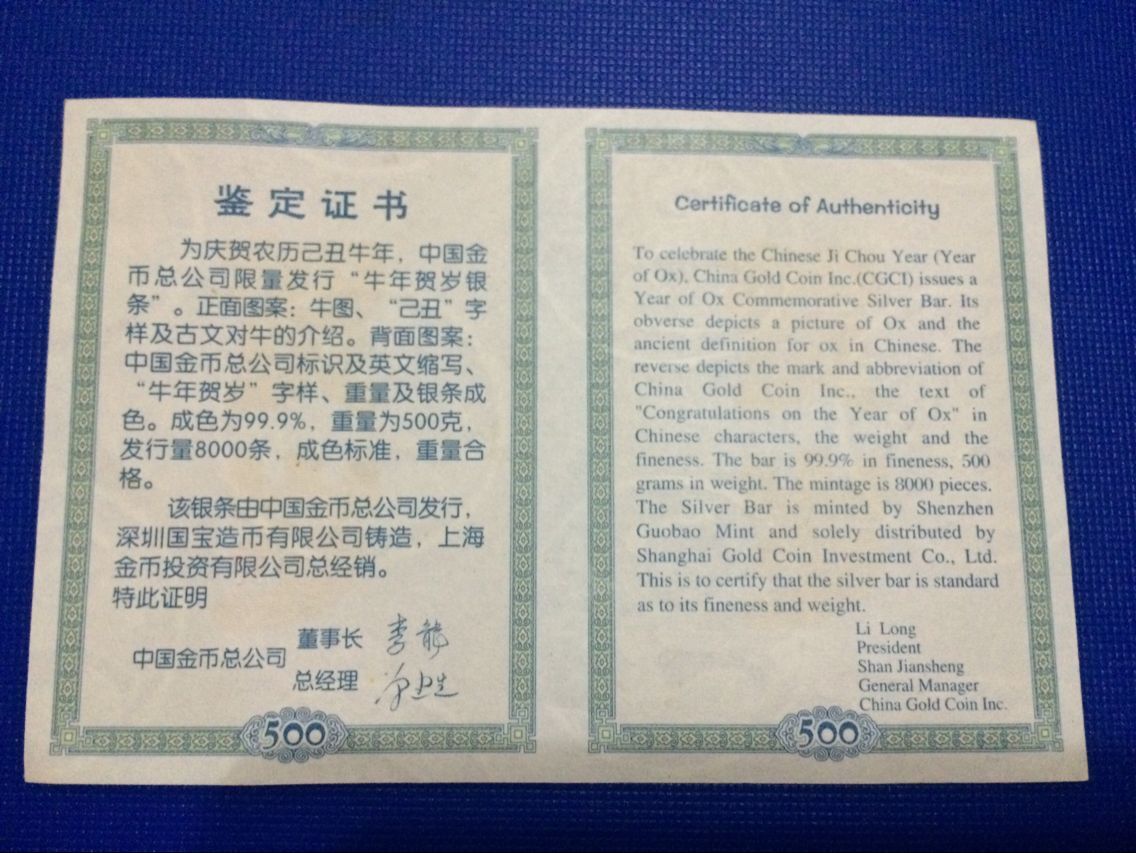 鉴定证书
为庆贺农历己丑牛年，中国金
币总公司限量发行“牛年贺岁银
条”。正面图案：牛图、“己丑”字
样及古文对牛的介绍。背面图案：
中国金币总公司标识及英文缩写、
“牛年贺岁”字样、重量及银条成
色。成色为99.9%，重量为500克，
发行量8000条，成色标准，重量合
格。
该银条由中国金币总公司发行，
深圳国宝造币有限公司铸造，上海
金币投资有限公司总经销。
特此证明
中国金币总公司
董事长 李龙
总经理
500
Certificate of Authenticity
To celebrate the Chinese Ji Chou Year (Year
of Ox), China Gold Coin Inc.(CGCI) issues a
Year of Ox Commemorative Silver Bar. Its
obverse depicts a picture of Ox and the
ancient definition for ox in Chinese. The
reverse depicts the mark and abbreviation of
China Gold Coin Inc., the text of
"Congratulations on the Year of Ox" in
Chinese characters, the weight and the
fineness. The bar is 99.9% in fineness, 500
grams in weight. The mintage is 8000 pieces.
The Silver Bar is minted by Shenzhen
Guobao Mint and solely distributed by
Shanghai Gold Coin Investment Co., Ltd.
This is to certify that the silver bar is standard
as to its fineness and weight.
Li Long
President
Shan Jiansheng
General Manager
China Gold Coin Inc.
500